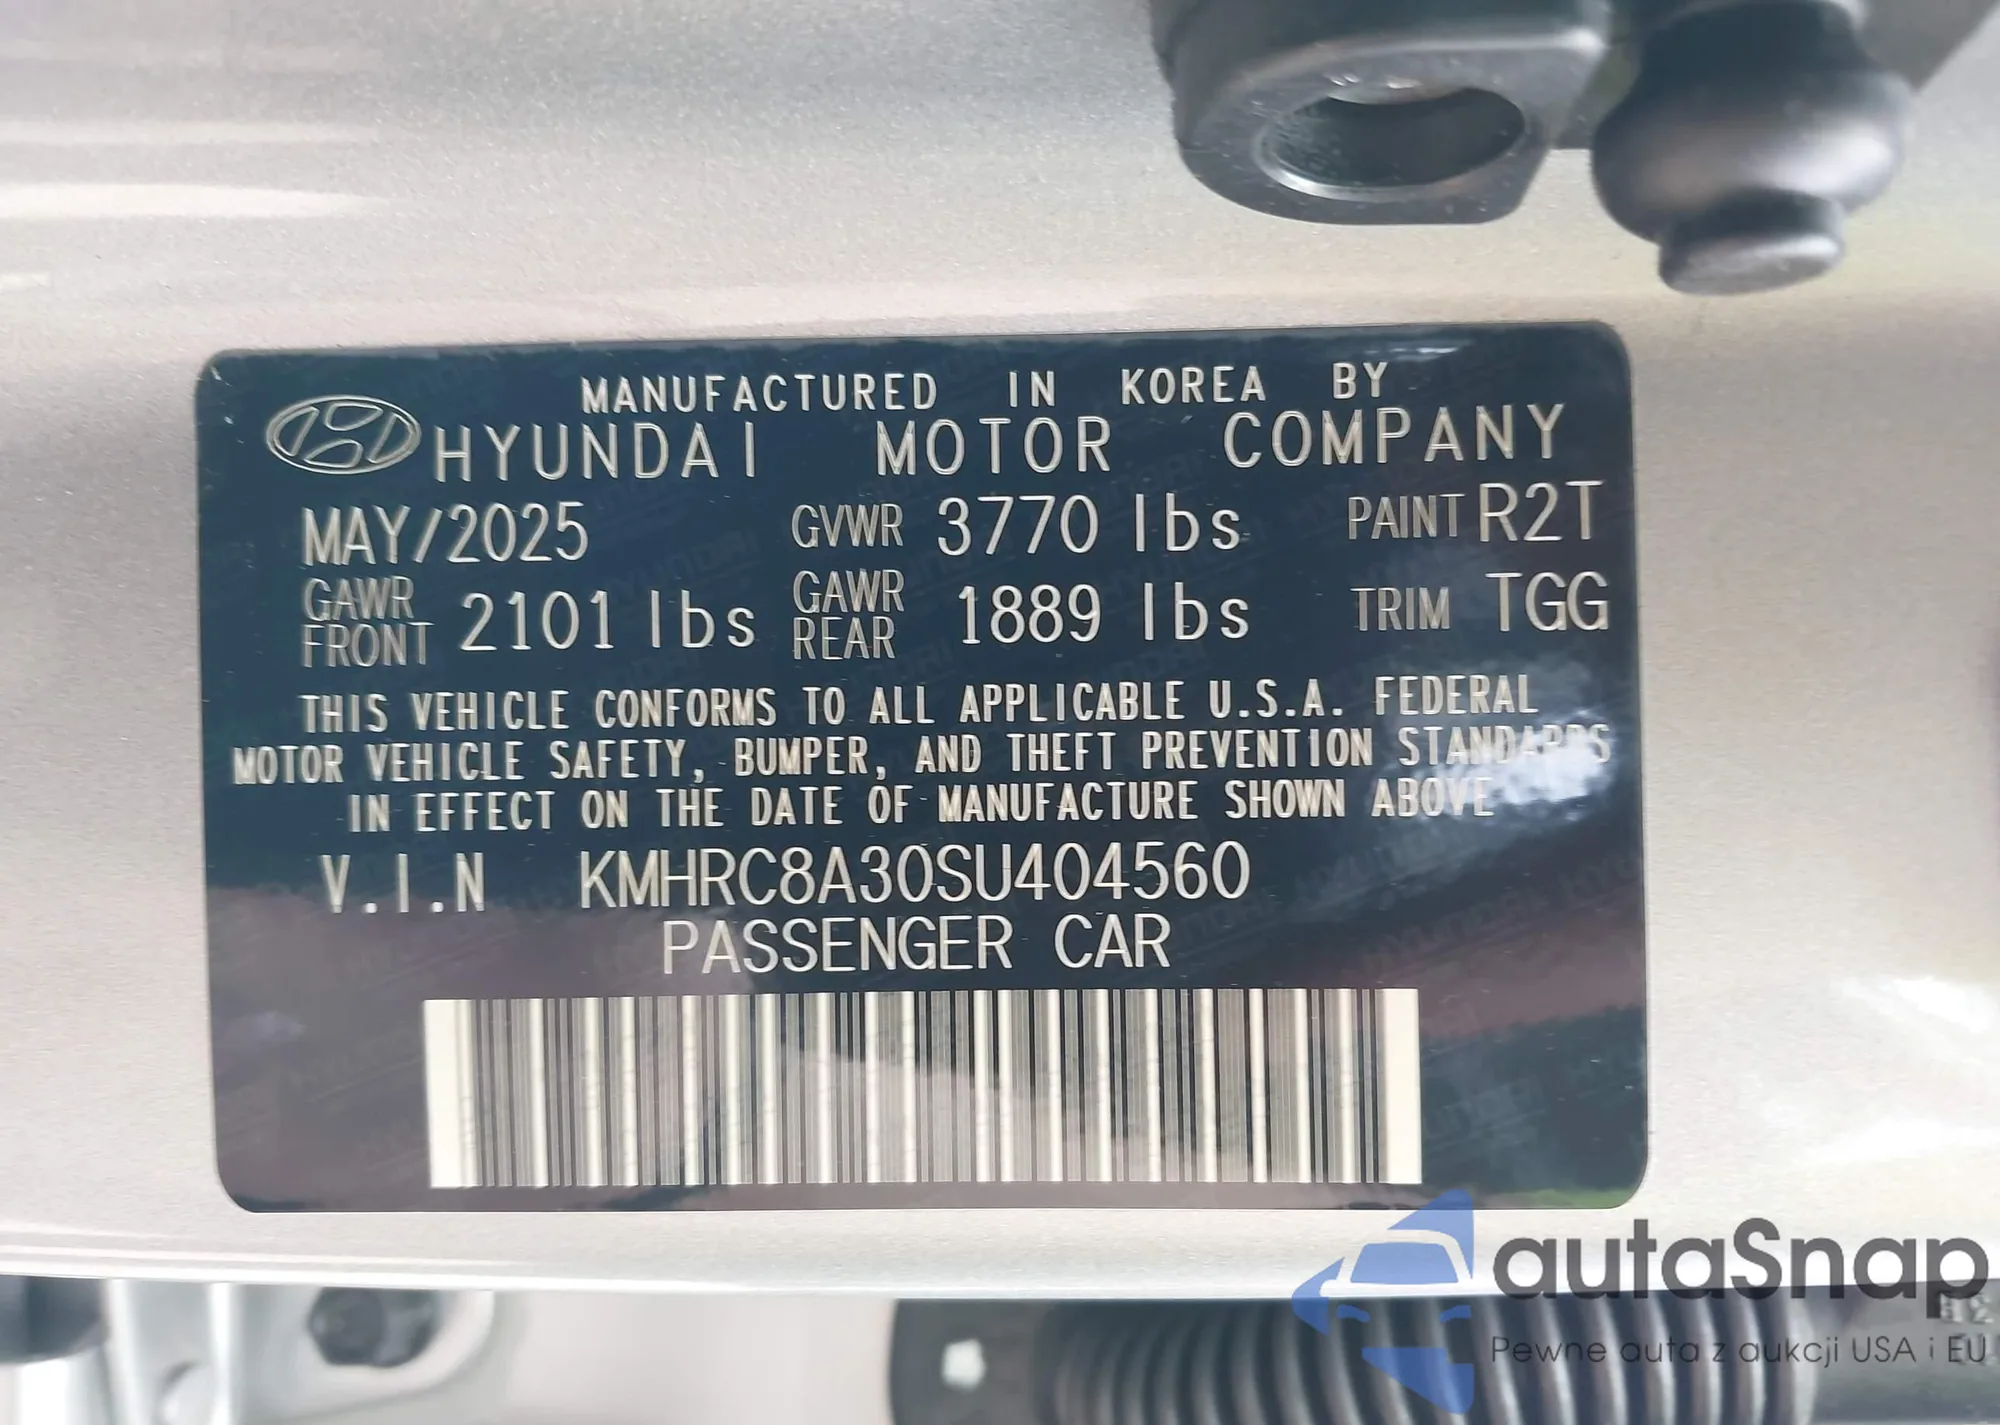 MANUFACTURED IN KOREA BY
HYUNDAI MOTOR COMPANY
MAY/2025 GVWR 3770 lbs PAINT R2T
GAWR FRONT 2101 lbs GAWR REAR 1889 lbs TRIM TGG
THIS VEHICLE CONFORMS TO ALL APPLICABLE U.S.A. FEDERAL
MOTOR VEHICLE SAFETY, BUMPER, AND THEFT PREVENTION STANDARDS
IN EFFECT ON THE DATE OF MANUFACTURE SHOWN ABOVE
V.I.N KMHRC8A30SU404560
PASSENGER CAR
autaSnap
Pewne auta z aukcji USA i EU